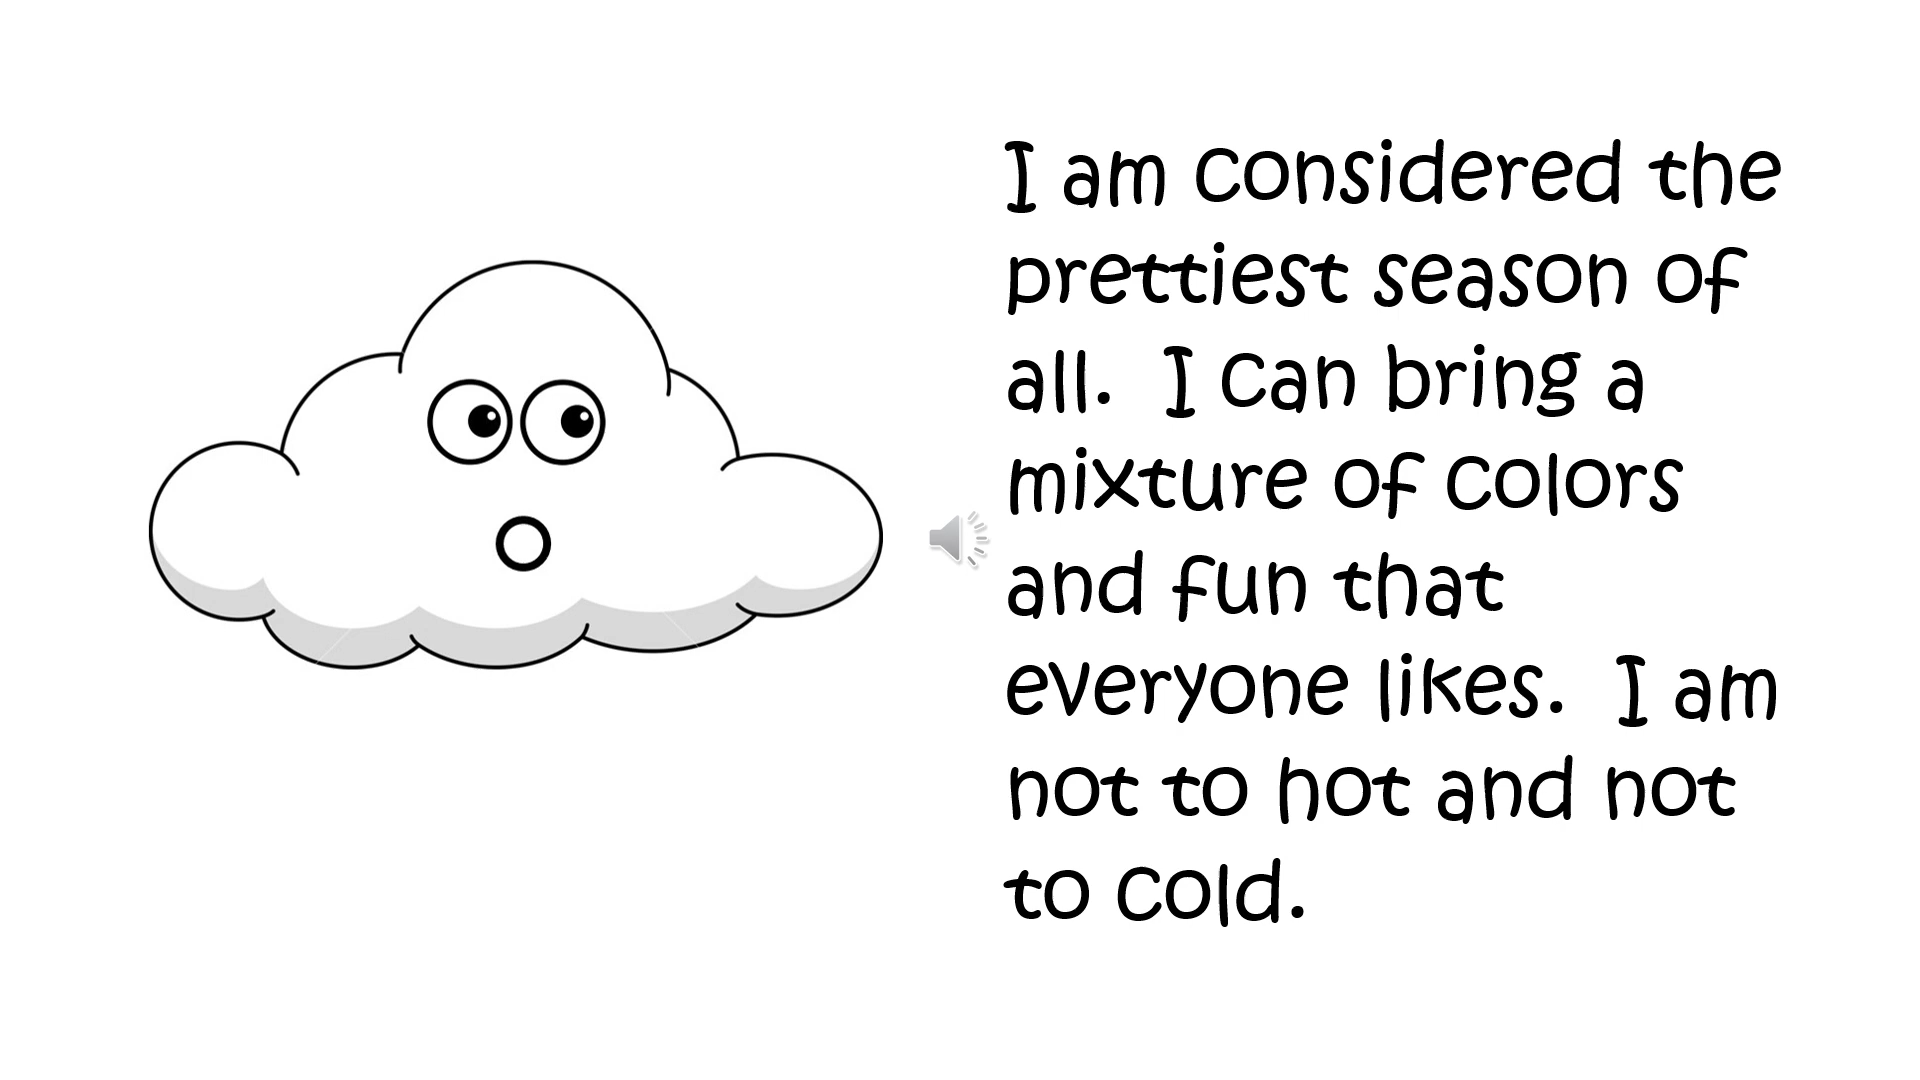 I am considered the
prettiest season of
all.  I can bring a
mixture of colors
and fun that
everyone likes.  I am
not to hot and not
to cold.